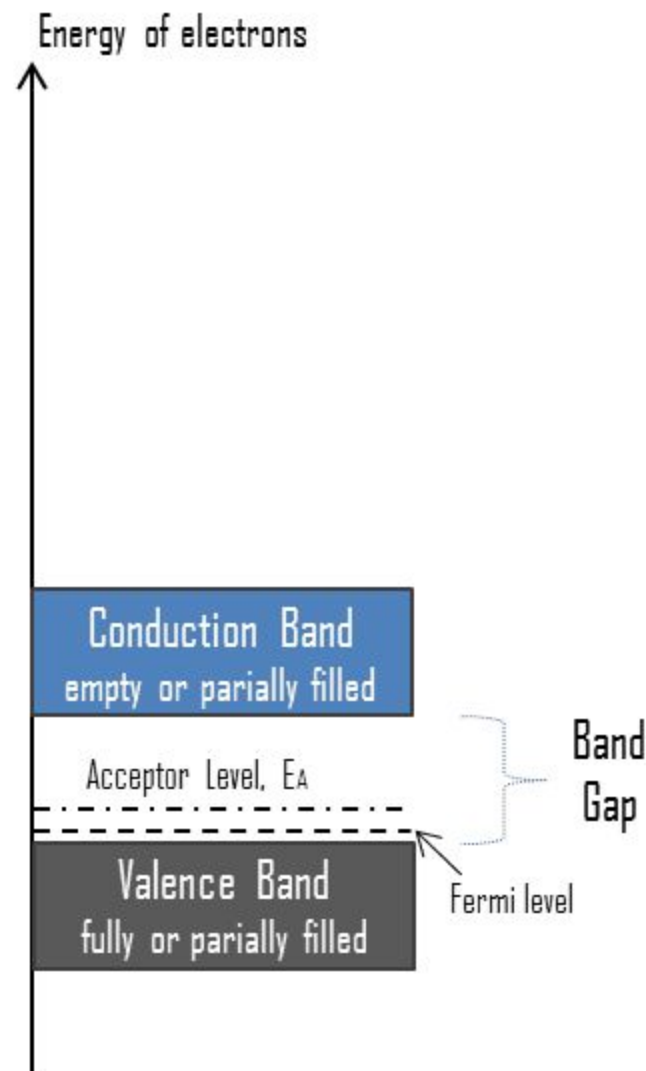 Energy of electrons
Conduction Band
empty or parially filled
Band
Gap
Acceptor Level, EA
Valence Band
fully or parially filled
Fermi level